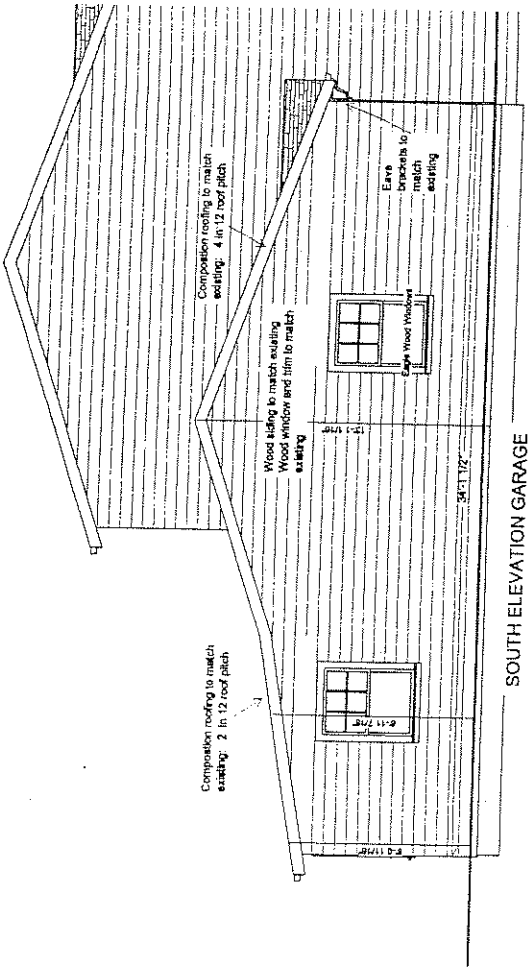 Composition roofing to match
existing: 4 in 12 roof pitch
Composition roofing to match
existing: 2 in 12 roof pitch
Wood siding to match existing
Wood window and trim to match
existing
Eave
brackets to
match
existing
Eagle Wood Windows
34'-1 1/2"
SOUTH ELEVATION GARAGE